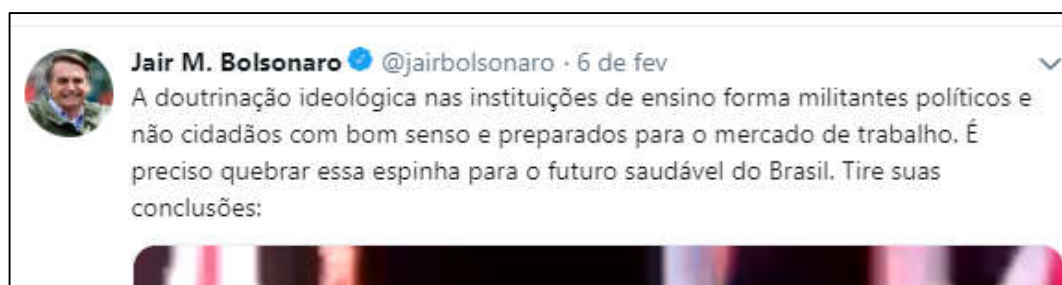 Jair M. Bolsonaro @jairbolsonaro · 6 de fev
A doutrinação ideológica nas instituições de ensino forma militantes políticos e
não cidadãos com bom senso e preparados para o mercado de trabalho. É
preciso quebrar essa espinha para o futuro saudável do Brasil. Tire suas
conclusões: